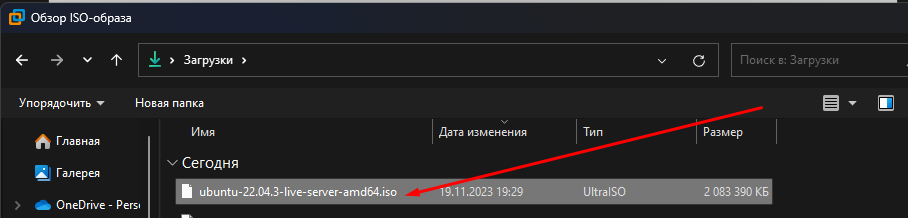 Обзор ISO-образа
Загрузки
Поиск в: Загрузки
Упорядочить
Новая папка
Имя
Дата изменения
Тип
Размер
Главная
Галерея
OneDrive - Perso
Сегодня
ubuntu-22.04.3-live-server-amd64.iso
19.11.2023 19:29
UltraISO
2 083 390 КБ